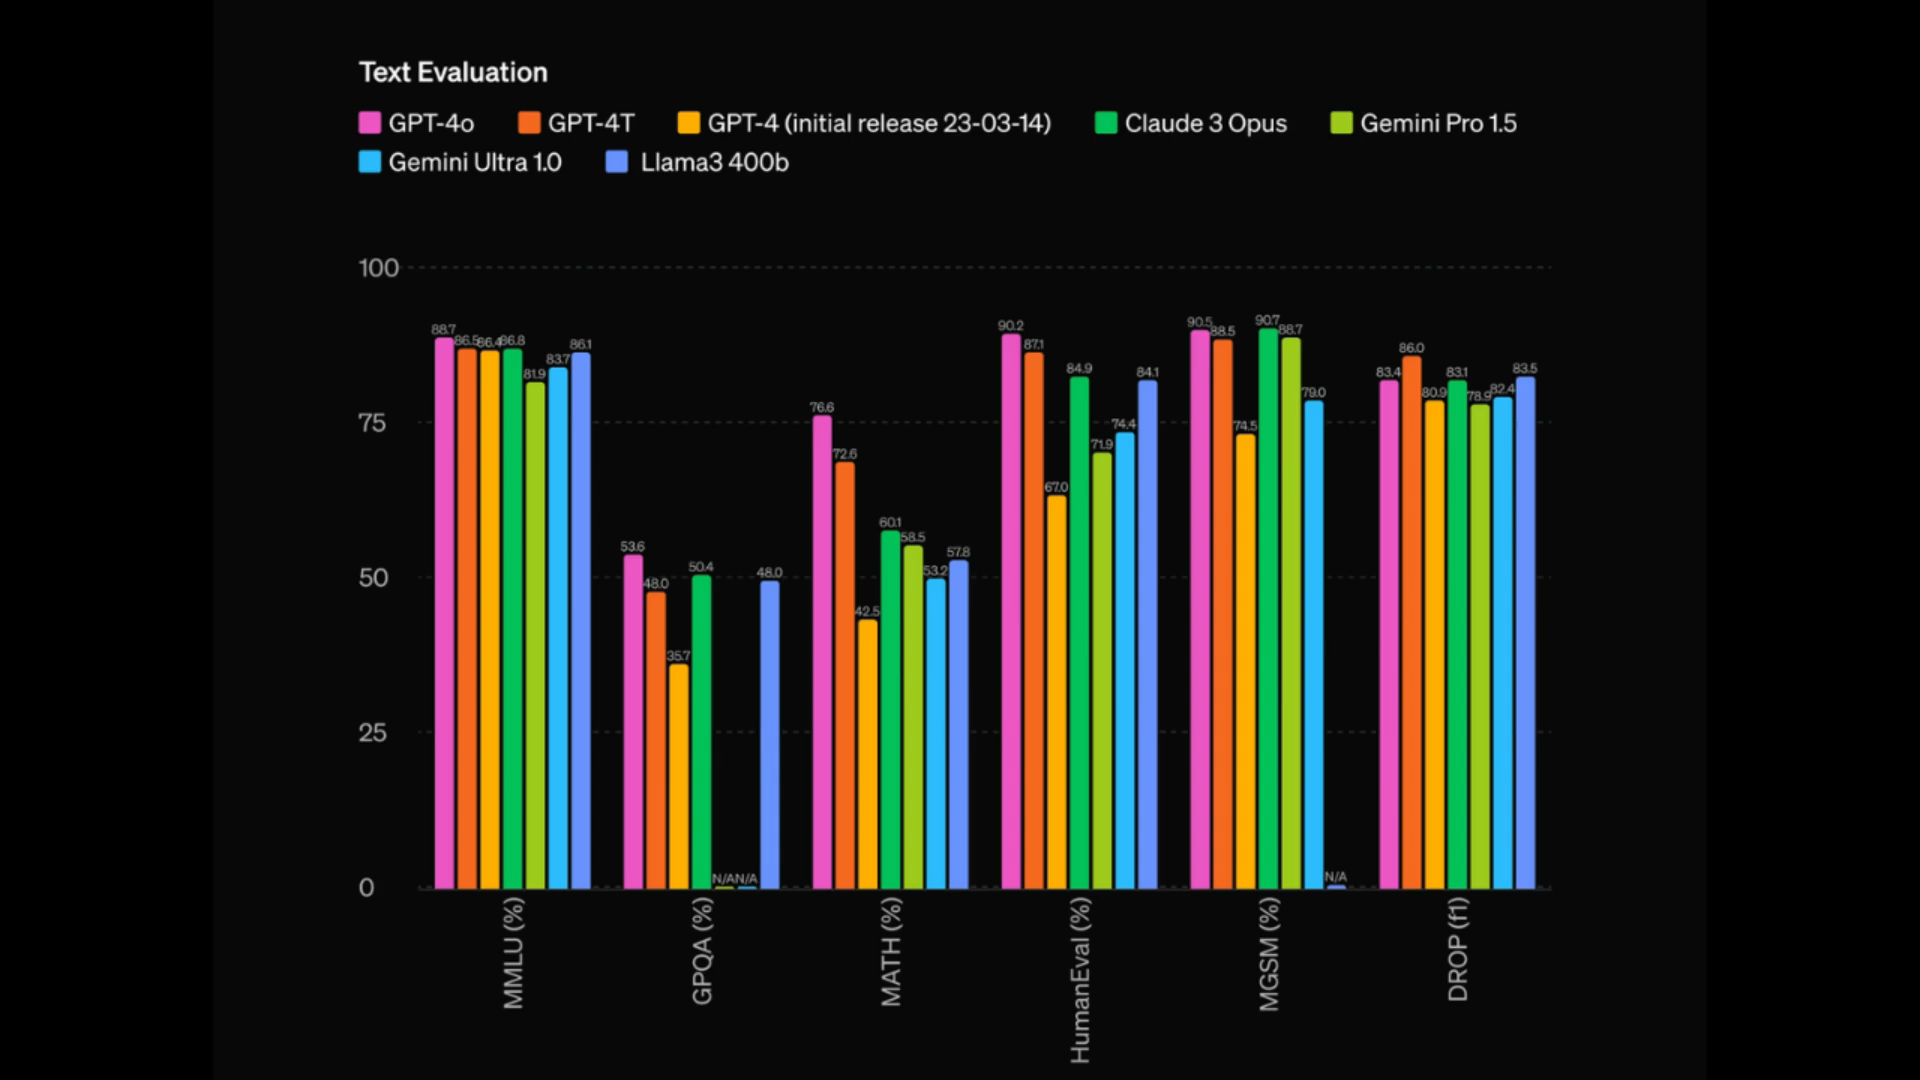 Text Evaluation
GPT-4o GPT-4T GPT-4 (initial release 23-03-14) Claude 3 Opus Gemini Pro 1.5
Gemini Ultra 1.0 Llama3 400b
100
75
50
25
0
88.7 86.5 86.4 86.8 81.9 83.7 86.1
53.6 48.0 35.7 50.4 N/A N/A 48.0
76.6 72.6 42.5 60.1 58.5 53.2 57.8
90.2 87.1 67.0 84.9 71.9 74.4 84.1
90.5 88.5 74.5 90.7 88.7 79.0 N/A
83.4 86.0 80.9 83.1 78.9 82.4 83.5
MMLU (%)
GPQA (%)
MATH (%)
HumanEval (%)
MGSM (%)
DROP (f1)